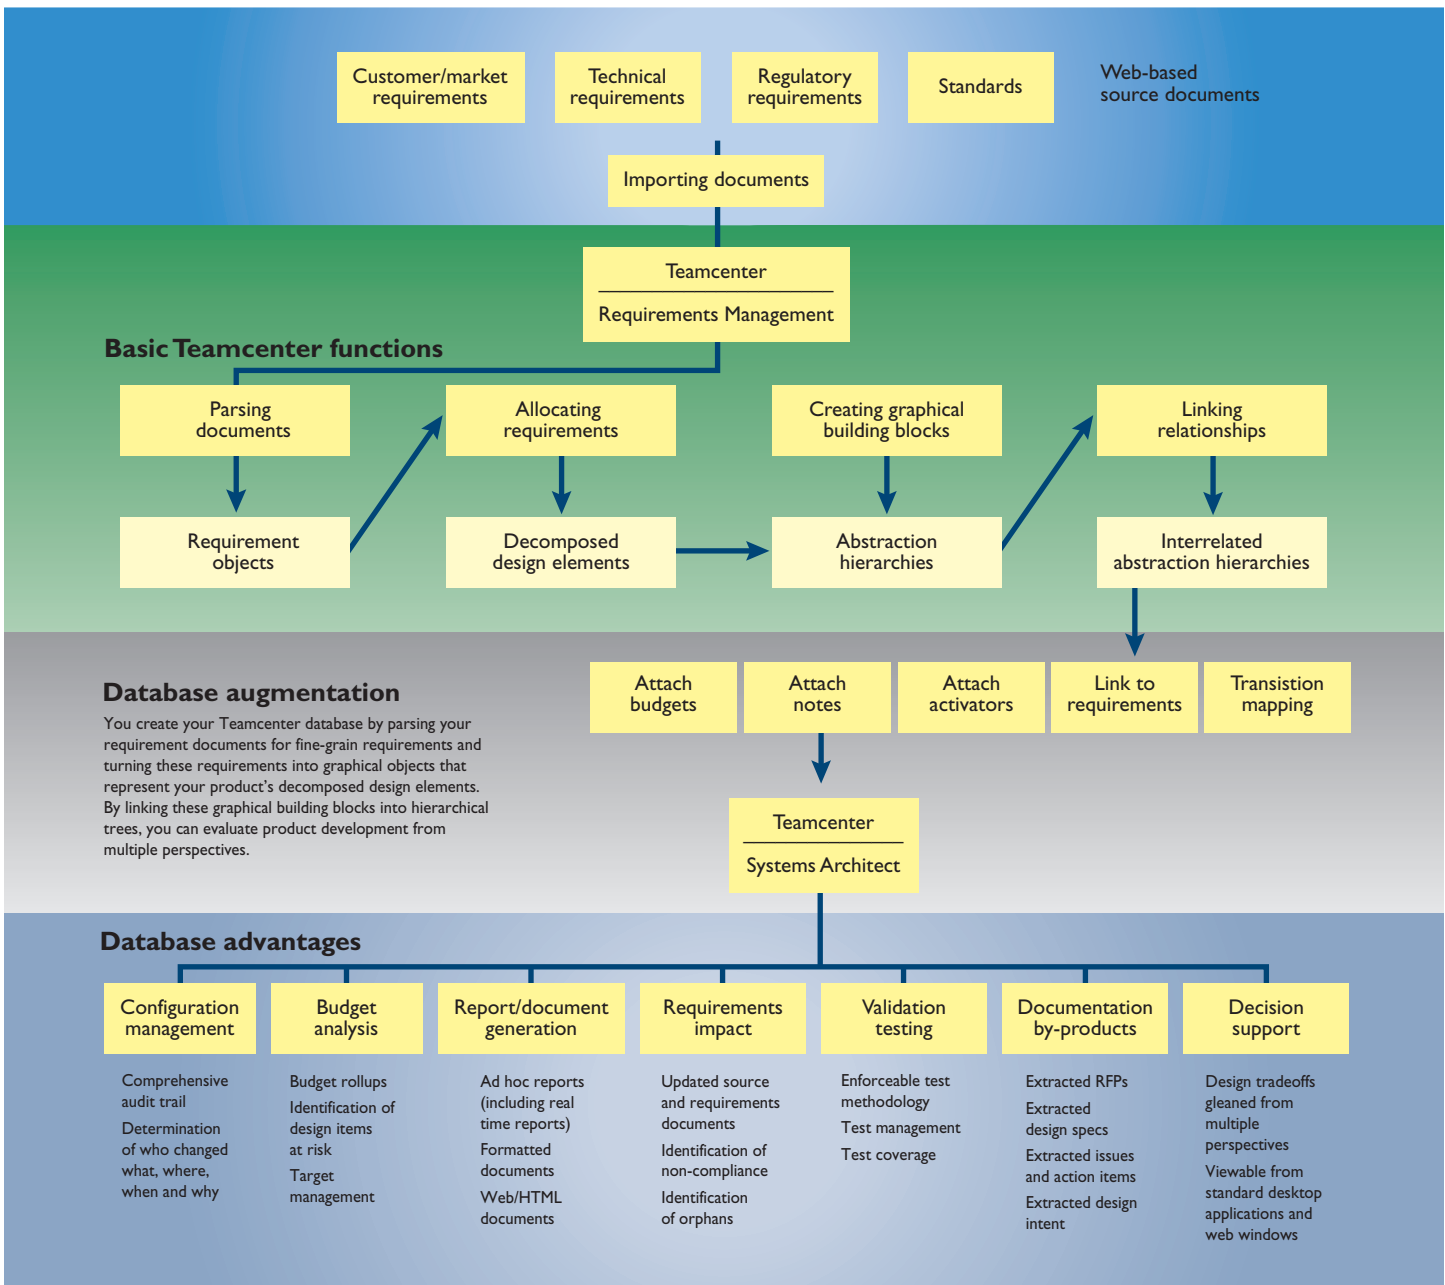 Customer/market
requirements
Technical
requirements
Regulatory
requirements
Standards
Web-based
source documents
Importing documents
Teamcenter
Requirements Management
Basic Teamcenter functions
Parsing
documents
Allocating
requirements
Creating graphical
building blocks
Linking
relationships
Requirement
objects
Decomposed
design elements
Abstraction
hierarchies
Interrelated
abstraction hierarchies
Database augmentation
You create your Teamcenter database by parsing your
requirement documents for fine-grain requirements and
turning these requirements into graphical objects that
represent your product's decomposed design elements.
By linking these graphical building blocks into hierarchical
trees, you can evaluate product development from
multiple perspectives.
Attach
budgets
Attach
notes
Attach
activators
Link to
requirements
Transistion
mapping
Teamcenter
Systems Architect
Database advantages
Configuration
management
Comprehensive
audit trail
Determination
of who changed
what, where,
when and why
Budget
analysis
Budget rollups
Identification of
design items
at risk
Target
management
Report/document
generation
Ad hoc reports
(including real
time reports)
Formatted
documents
Web/HTML
documents
Requirements
impact
Updated source
and requirements
documents
Identification of
non-compliance
Identification
of orphans
Validation
testing
Enforceable test
methodology
Test management
Test coverage
Documentation
by-products
Extracted RFPs
Extracted
design specs
Extracted issues
and action items
Extracted design
intent
Decision
support
Design tradeoffs
gleaned from
multiple
perspectives
Viewable from
standard desktop
applications and
web windows